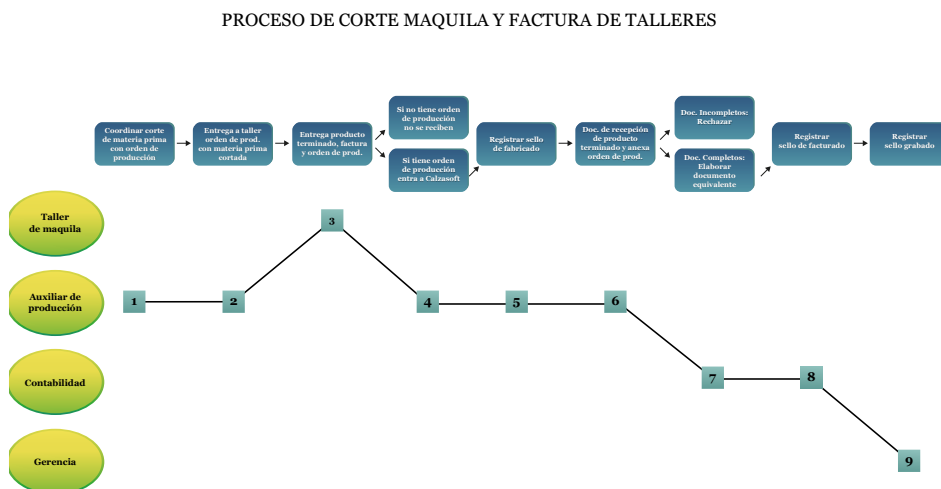 PROCESO DE CORTE MAQUILA Y FACTURA DE TALLERES
Coordinar corte
de materia prima
con orden de
producción
Entrega a taller
orden de prod.
con materia prima
cortada
Entrega producto
terminado, factura
y orden de prod.
Si no tiene orden
de producción
no se reciben
Si tiene orden
de producción
entra a Calzasoft
Registrar sello
de fabricado
Doc. de recepción
de producto
terminado y anexa
orden de prod.
Doc. Incompletos:
Rechazar
Doc. Completos:
Elaborar
documento
equivalente
Registrar
sello de facturado
Registrar
sello grabado
Taller
de maquila
3
Auxiliar de
producción
1
2
4
5
6
Contabilidad
7
8
Gerencia
9